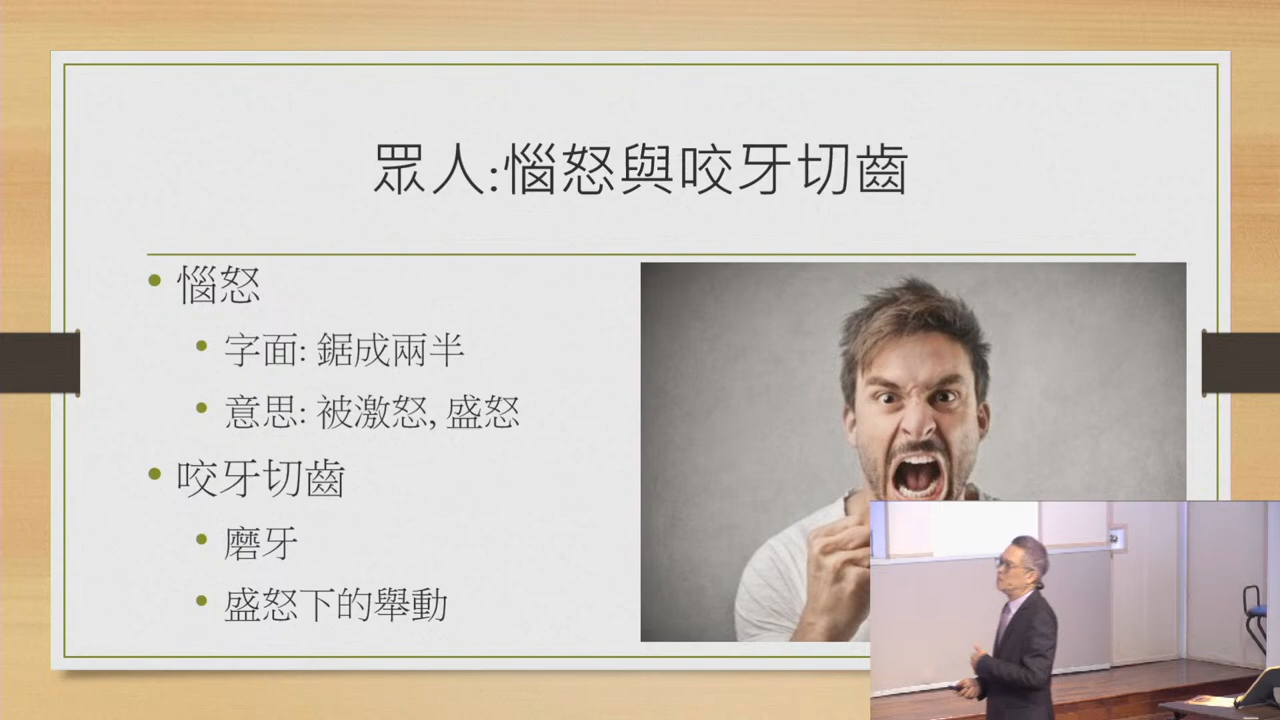 眾人:惱怒與咬牙切齒
惱怒
字面: 鋸成兩半
意思: 被激怒, 盛怒
咬牙切齒
磨牙
盛怒下的舉動